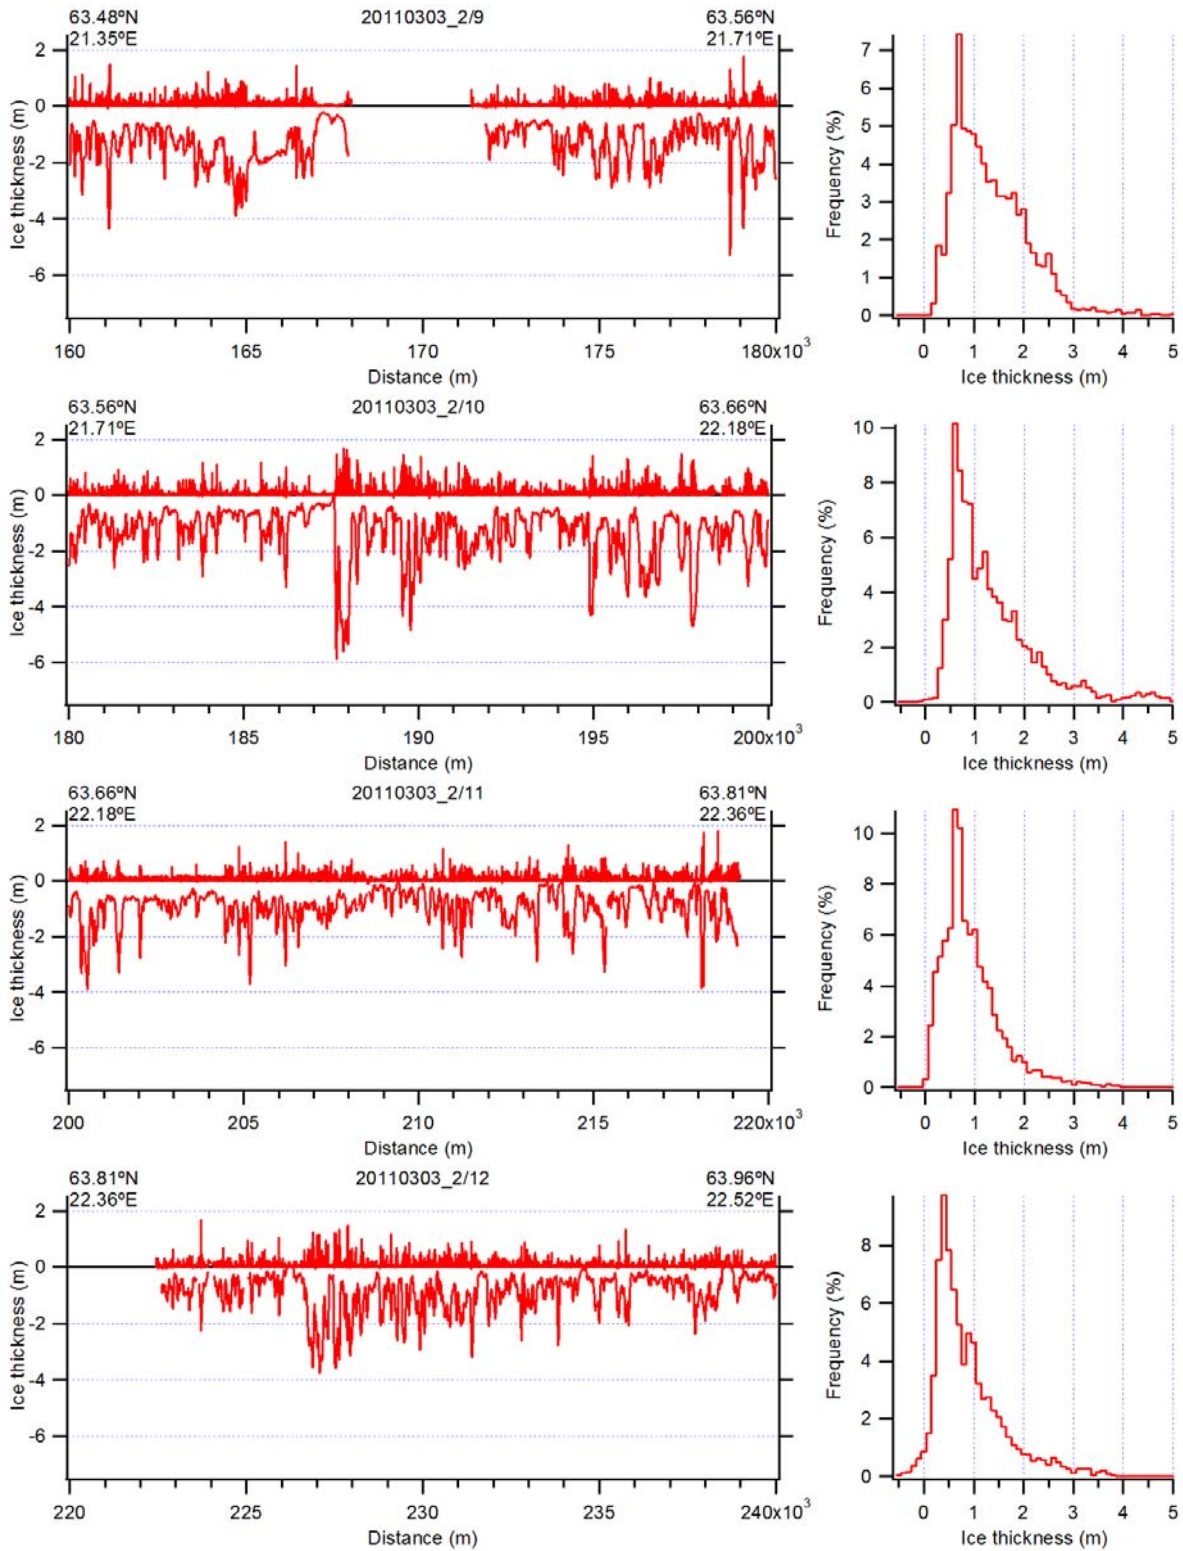 63.48ºN 20110303_2/9 63.56ºN
21.35ºE 21.71ºE
Ice thickness (m)
2
0
-2
-4
-6
160 165 170 175 180x10³
Distance (m)
Frequency (%)
7
6
5
4
3
2
1
0
0 1 2 3 4 5
Ice thickness (m)
63.56ºN 20110303_2/10 63.66ºN
21.71ºE 22.18ºE
Ice thickness (m)
2
0
-2
-4
-6
180 185 190 195 200x10³
Distance (m)
Frequency (%)
10
8
6
4
2
0
0 1 2 3 4 5
Ice thickness (m)
63.66ºN 20110303_2/11 63.81ºN
22.18ºE 22.36ºE
Ice thickness (m)
2
0
-2
-4
-6
200 205 210 215 220x10³
Distance (m)
Frequency (%)
10
8
6
4
2
0
0 1 2 3 4 5
Ice thickness (m)
63.81ºN 20110303_2/12 63.96ºN
22.36ºE 22.52ºE
Ice thickness (m)
2
0
-2
-4
-6
220 225 230 235 240x10³
Distance (m)
Frequency (%)
8
6
4
2
0
0 1 2 3 4 5
Ice thickness (m)